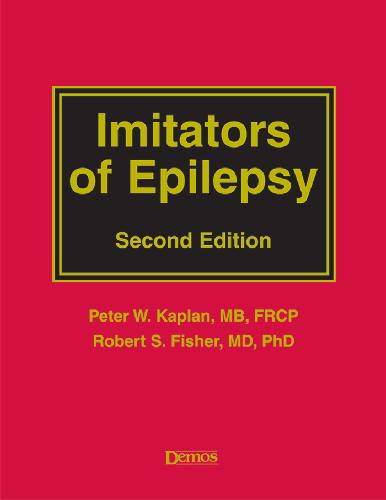 Imitators
of Epilepsy
Second Edition
Peter W. Kaplan, MB, FRCP
Robert S. Fisher, MD, PhD
Demos